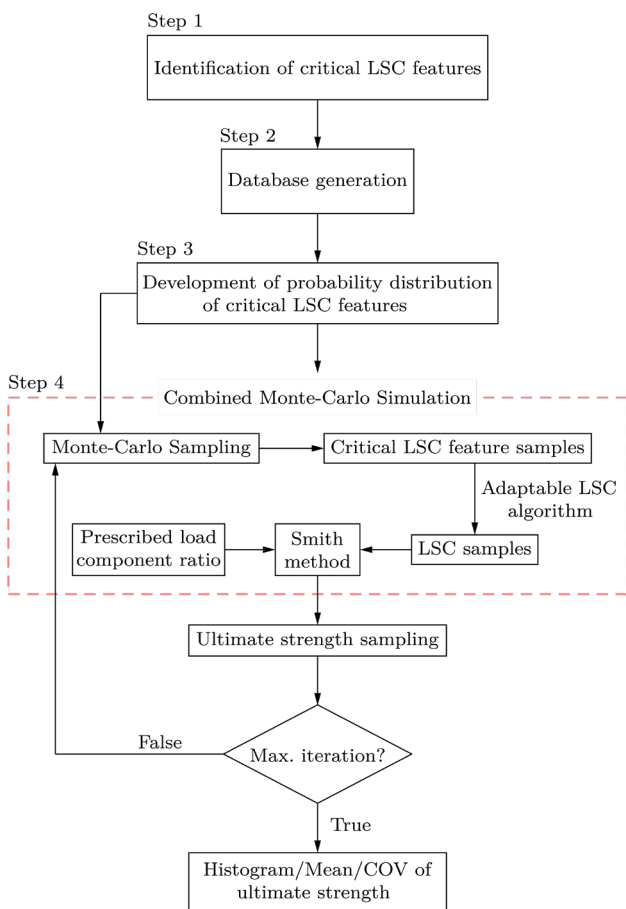 Step 1
Identification of critical LSC features
Step 2
Database generation
Step 3
Development of probability distribution
of critical LSC features
Step 4
Combined Monte-Carlo Simulation
Monte-Carlo Sampling
Critical LSC feature samples
Adaptable LSC
algorithm
Prescribed load
component ratio
Smith
method
LSC samples
Ultimate strength sampling
False
Max. iteration?
True
Histogram/Mean/COV of
ultimate strength